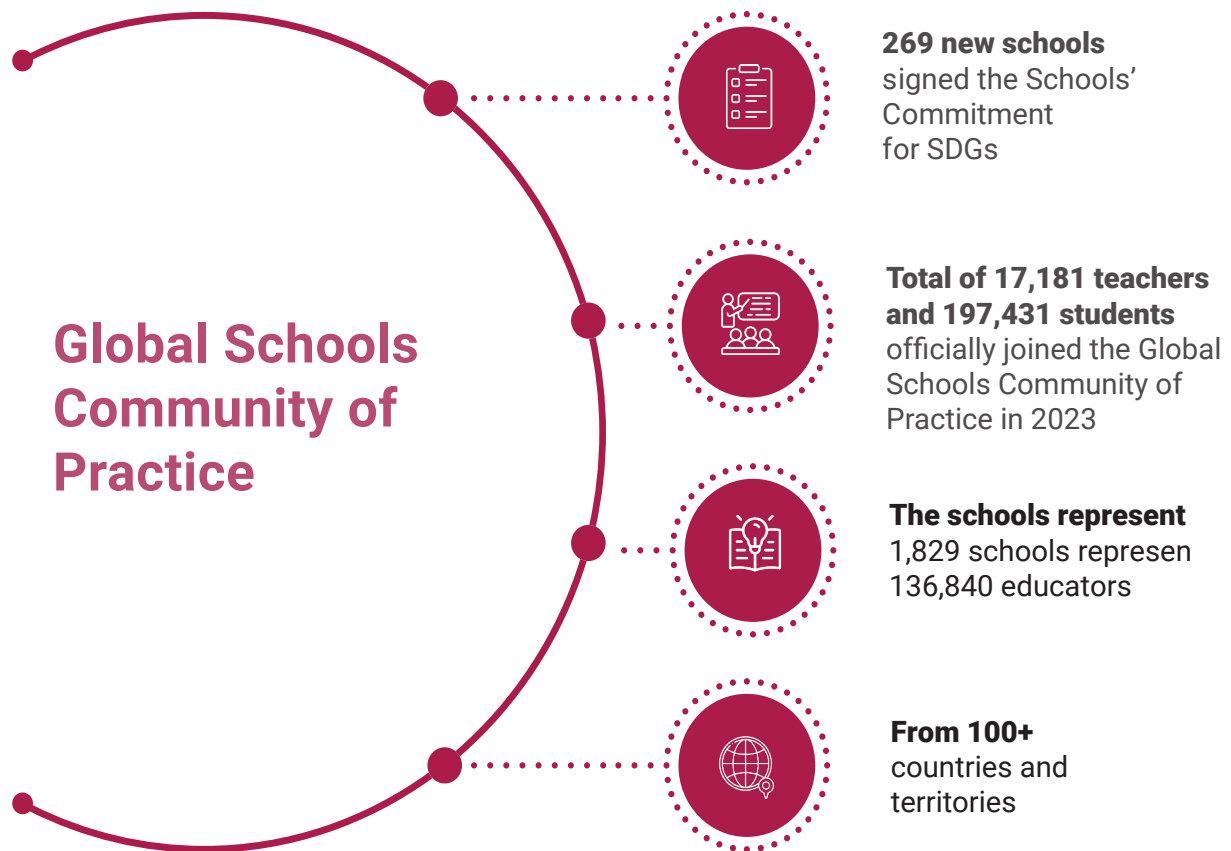 Global Schools
Community of
Practice
269 new schools
signed the Schools’
Commitment
for SDGs
Total of 17,181 teachers
and 197,431 students
officially joined the Global
Schools Community of
Practice in 2023
The schools represent
1,829 schools represen
136,840 educators
From 100+
countries and
territories